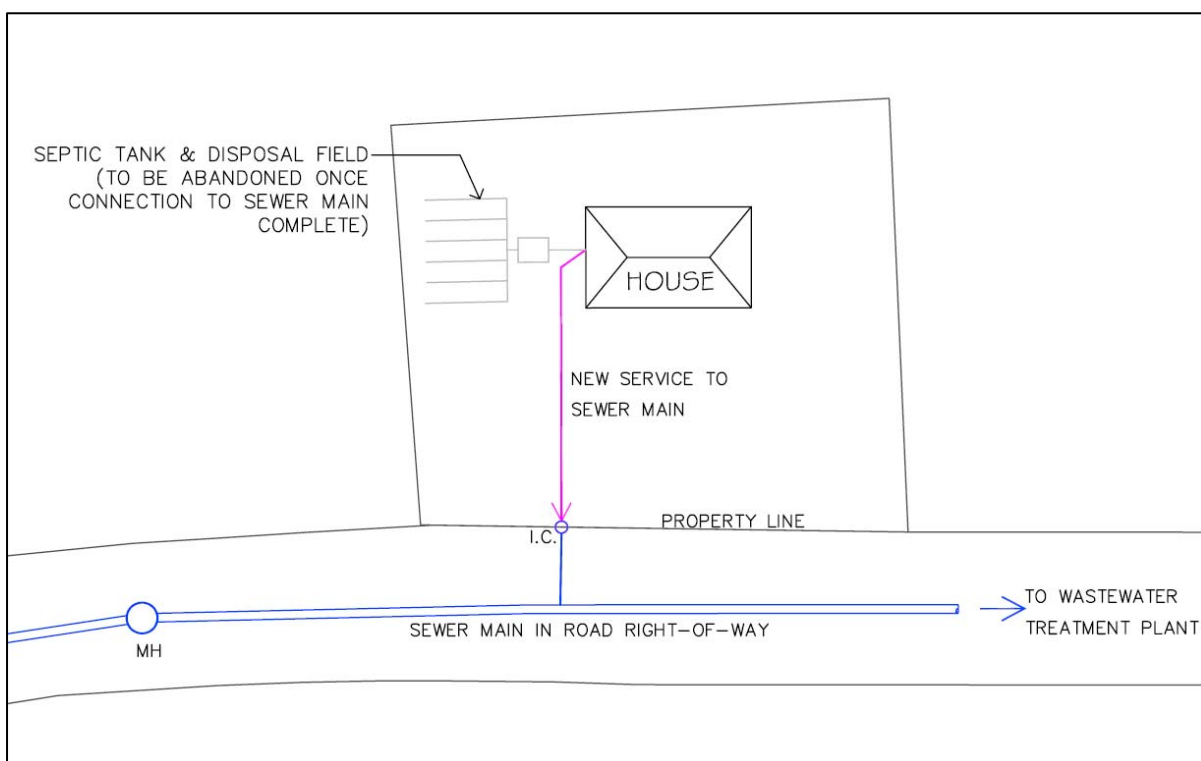 SEPTIC TANK & DISPOSAL FIELD
(TO BE ABANDONED ONCE
CONNECTION TO SEWER MAIN
COMPLETE)
HOUSE
NEW SERVICE TO
SEWER MAIN
PROPERTY LINE
I.C.
TO WASTEWATER
TREATMENT PLANT
SEWER MAIN IN ROAD RIGHT-OF-WAY
MH